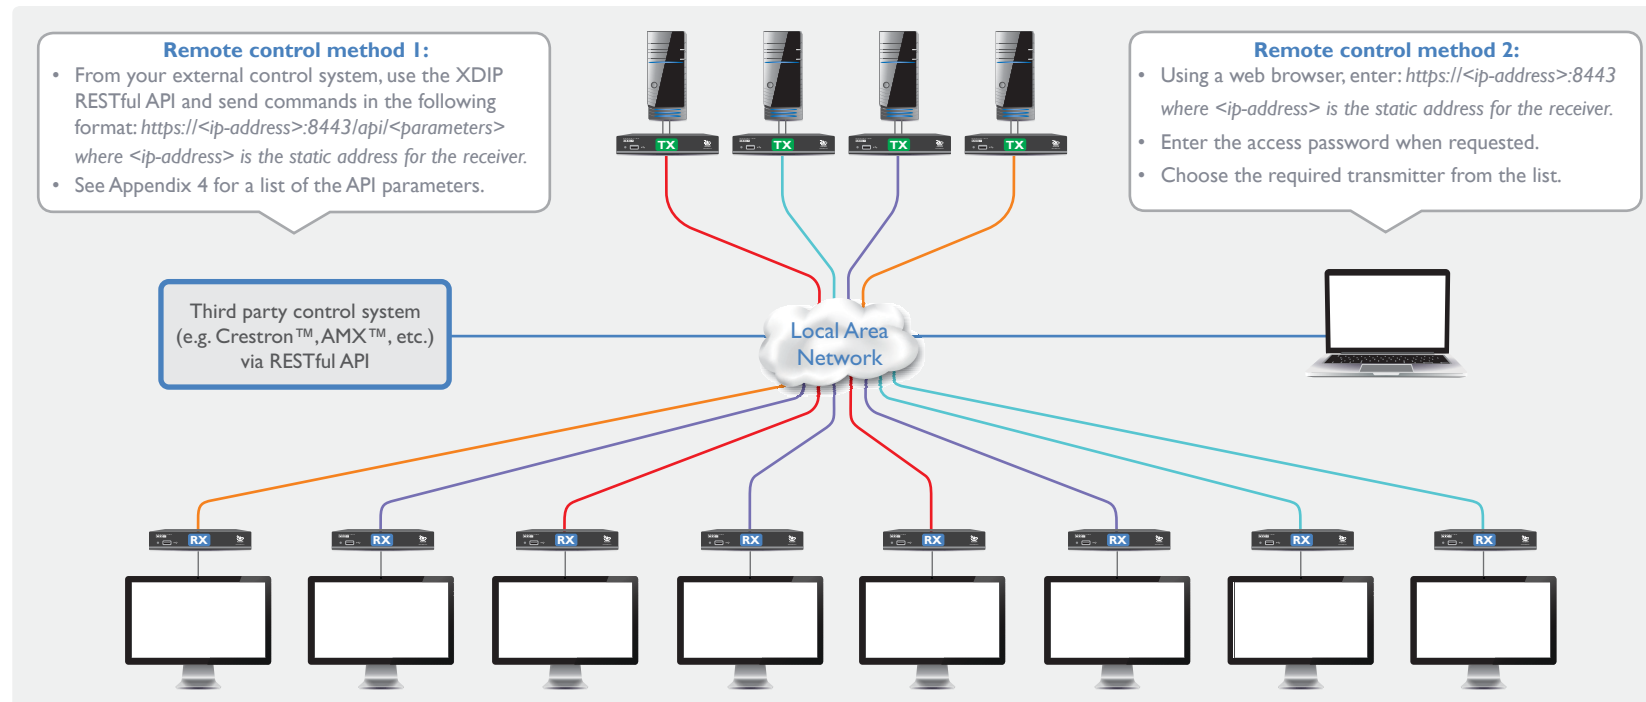 Remote control method 1:
• From your external control system, use the XDIP
RESTful API and send commands in the following
format: https://<ip-address>:8443/api/<parameters>
where <ip-address> is the static address for the receiver.
• See Appendix 4 for a list of the API parameters.
Remote control method 2:
• Using a web browser, enter: https://<ip-address>:8443
where <ip-address> is the static address for the receiver.
• Enter the access password when requested.
• Choose the required transmitter from the list.
TX
TX
TX
TX
Third party control system
(e.g. Crestron™, AMX™, etc.)
via RESTful API
Local Area
Network
RX
RX
RX
RX
RX
RX
RX
RX